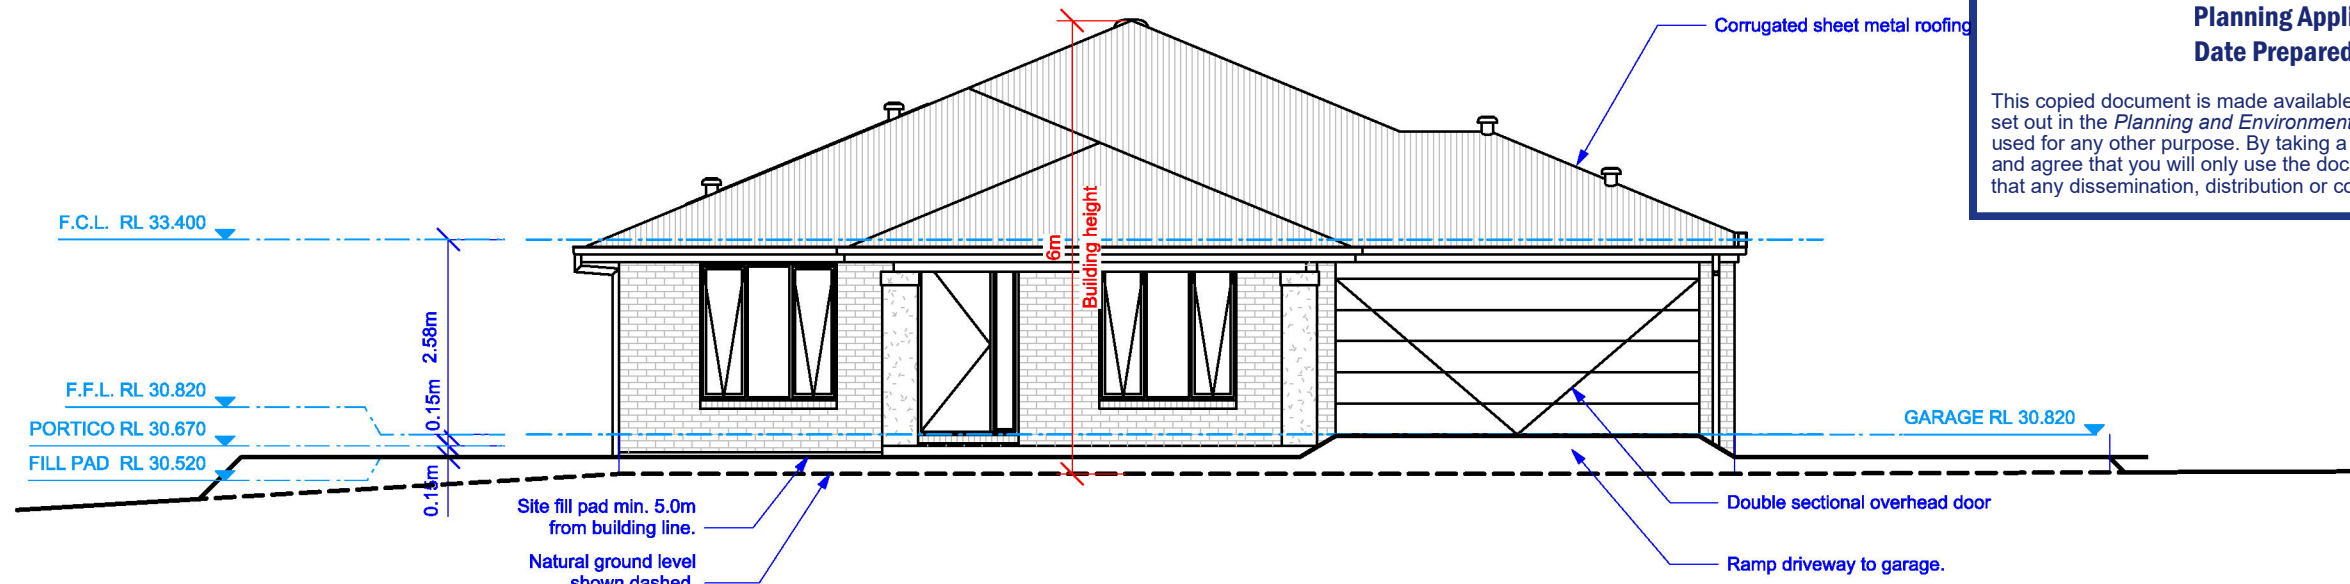 Planning Appli
Date Prepared
This copied document is made available
set out in the Planning and Environment
used for any other purpose. By taking a
and agree that you will only use the doc
that any dissemination, distribution or co
Corrugated sheet metal roofing
F.C.L. RL 33.400
6m
Building height
2.58m
F.F.L. RL 30.820
0.15m
PORTICO RL 30.670
GARAGE RL 30.820
FILL PAD RL 30.520
0.15m
Site fill pad min. 5.0m
from building line.
Double sectional overhead door
Natural ground level
shown dashed.
Ramp driveway to garage.